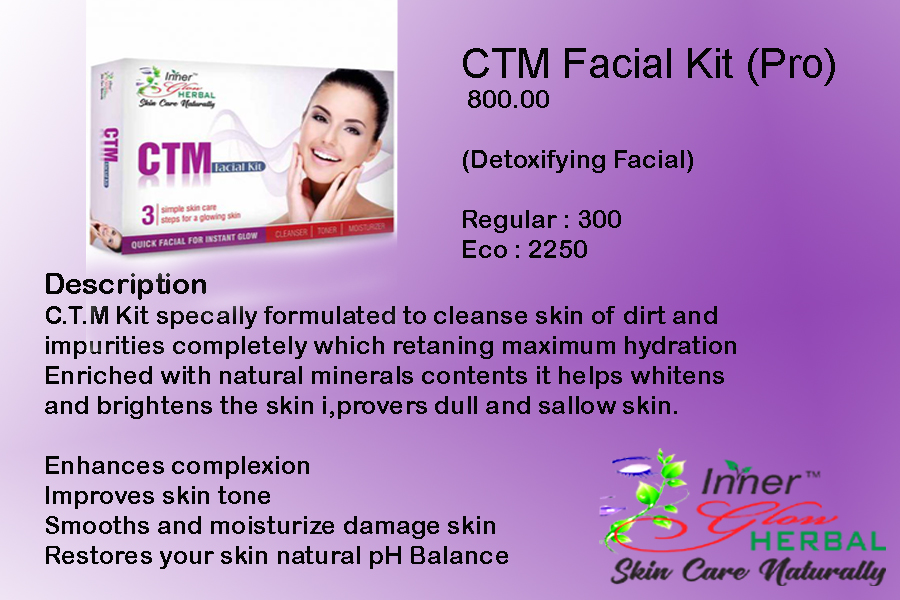 Inner™
Glow
HERBAL
Skin Care Naturally
CTM
CTM
Facial Kit
3 simple skin care
steps for a glowing skin
QUICK FACIAL FOR INSTANT GLOW
CLEANSER | TONER | MOISTURIZER
CTM Facial Kit (Pro)
800.00
(Detoxifying Facial)
Regular : 300
Eco : 2250
Description
C.T.M Kit specally formulated to cleanse skin of dirt and
impurities completely which retaning maximum hydration
Enriched with natural minerals contents it helps whitens
and brightens the skin i,provers dull and sallow skin.
Enhances complexion
Improves skin tone
Smooths and moisturize damage skin
Restores your skin natural pH Balance
Inner™
Glow
HERBAL
Skin Care Naturally